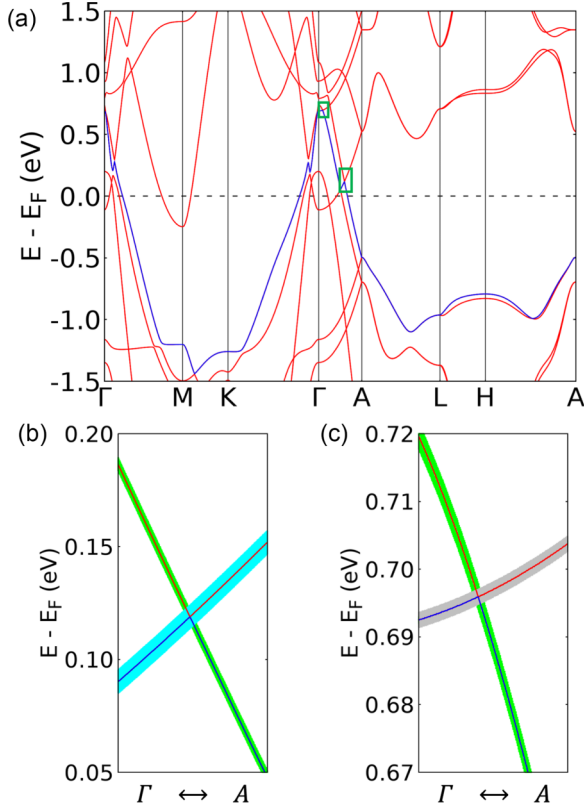 (a)
1.5
1.0
0.5
0.0
-0.5
-1.0
-1.5
E - E_F (eV)
Γ M K Γ A L H A
(b)
0.20
0.15
0.10
0.05
E - E_F (eV)
Γ ↔ A
(c)
0.72
0.71
0.70
0.69
0.68
0.67
E - E_F (eV)
Γ ↔ A